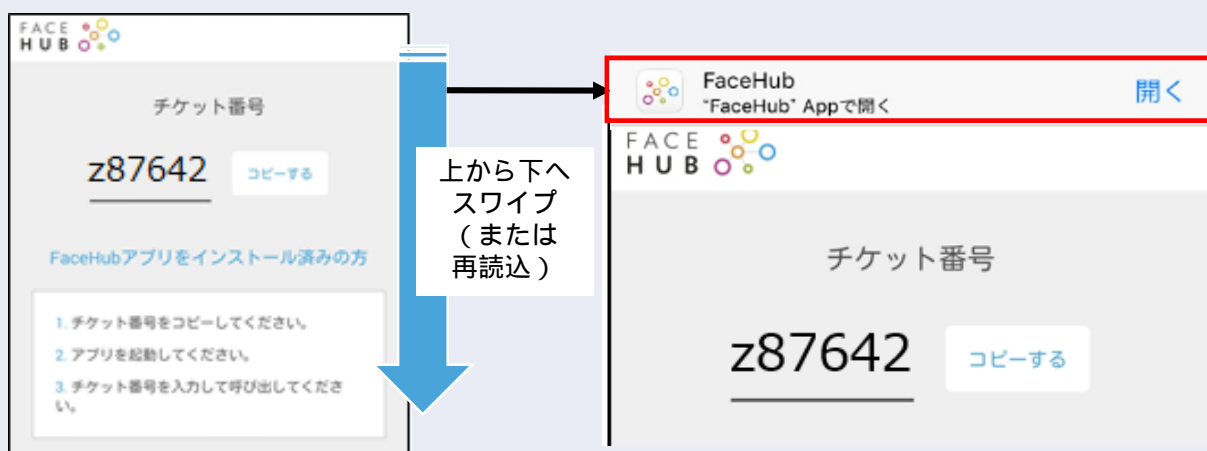 FACE
HUB
チケット番号
z87642 コピーする
FaceHubアプリをインストール済みの方
1. チケット番号をコピーしてください。
2. アプリを起動してください。
3. チケット番号を入力して呼び出してくださ
い。
上から下へ
スワイプ
(または
再読込)
FaceHub
"FaceHub" Appで開く
開く
FACE
HUB
チケット番号
z87642 コピーする